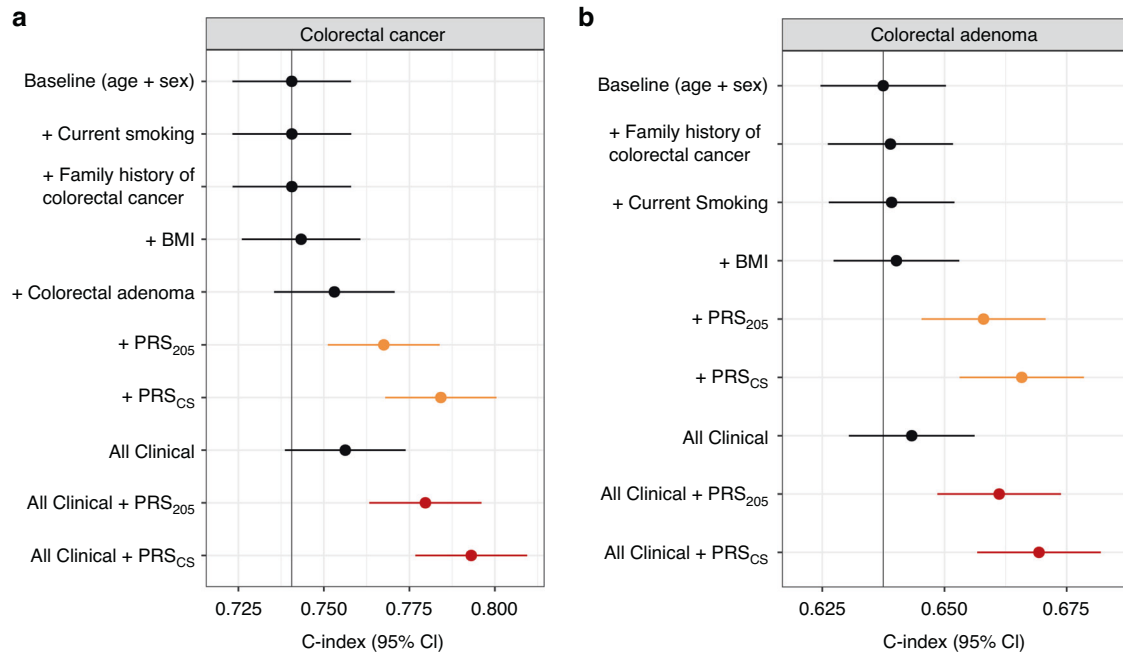 a
Colorectal cancer
Baseline (age + sex)
+ Current smoking
+ Family history of
colorectal cancer
+ BMI
+ Colorectal adenoma
+ PRS205
+ PRSCS
All Clinical
All Clinical + PRS205
All Clinical + PRSCS
0.725 0.750 0.775 0.800
C-index (95% CI)
b
Colorectal adenoma
Baseline (age + sex)
+ Family history of
colorectal cancer
+ Current Smoking
+ BMI
+ PRS205
+ PRSCS
All Clinical
All Clinical + PRS205
All Clinical + PRSCS
0.625 0.650 0.675
C-index (95% CI)